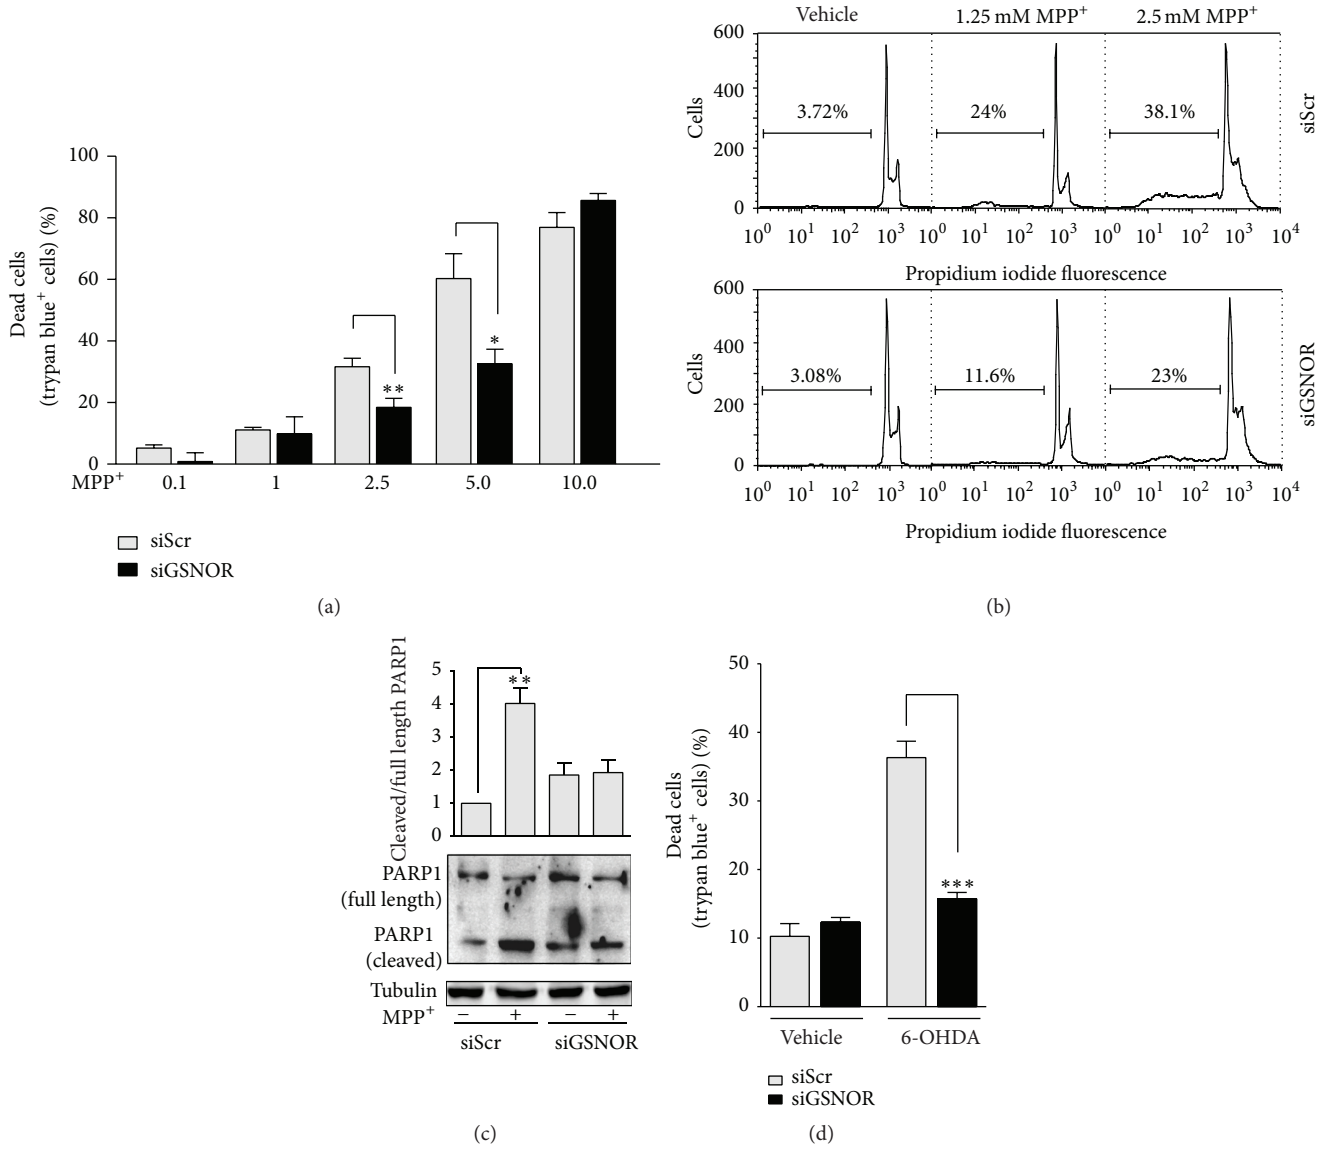 100
80
60
40
20
0
Dead cells
(trypan blue+ cells) (%)
** *
MPP+ 0.1 1 2.5 5.0 10.0
siScr
siGSNOR
(a)
Vehicle 1.25 mM MPP+ 2.5 mM MPP+
600
400
200
0
Cells
3.72% 24% 38.1%
siScr
10^0 10^1 10^2 10^3 10^0 10^1 10^2 10^3 10^0 10^1 10^2 10^3 10^4
Propidium iodide fluorescence
600
400
200
0
Cells
3.08% 11.6% 23%
siGSNOR
10^0 10^1 10^2 10^3 10^0 10^1 10^2 10^3 10^0 10^1 10^2 10^3 10^4
Propidium iodide fluorescence
(b)
Cleaved/full length PARP1
5
4
3
2
1
0
**
PARP1
(full length)
PARP1
(cleaved)
Tubulin
MPP+ − + − +
siScr siGSNOR
(c)
50
40
30
20
10
0
Dead cells
(trypan blue+ cells) (%)
***
Vehicle 6-OHDA
siScr
siGSNOR
(d)